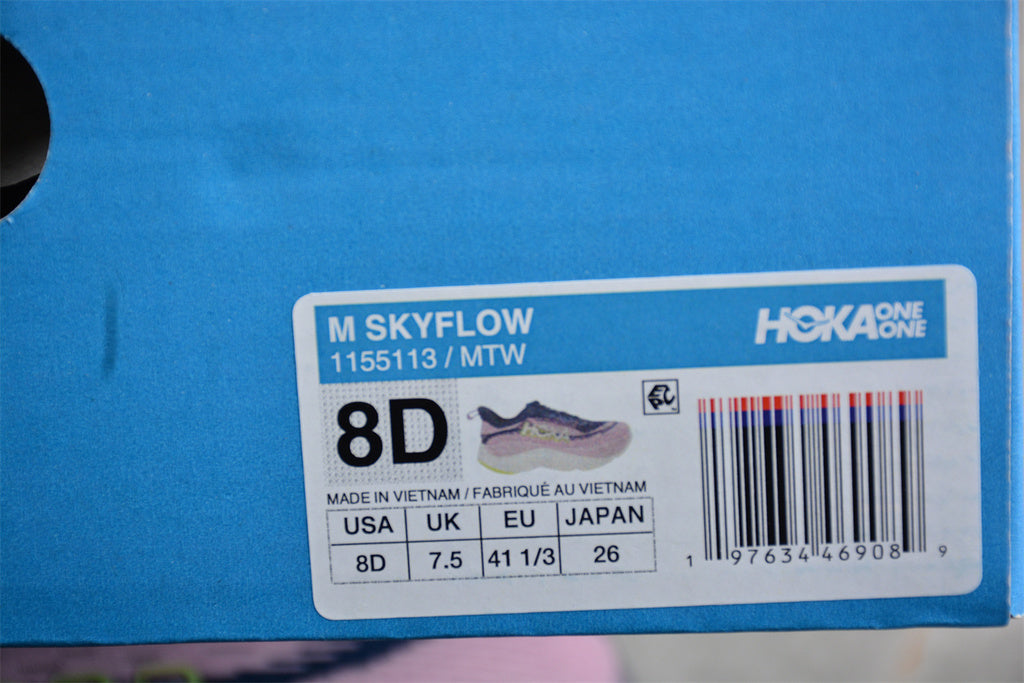 M SKYFLOW
1155113 / MTW
HOKA ONE ONE
8D
EPC
MADE IN VIETNAM / FABRIQUÉ AU VIETNAM
USA UK EU JAPAN
8D 7.5 41 1/3 26
1 97634 46908 9